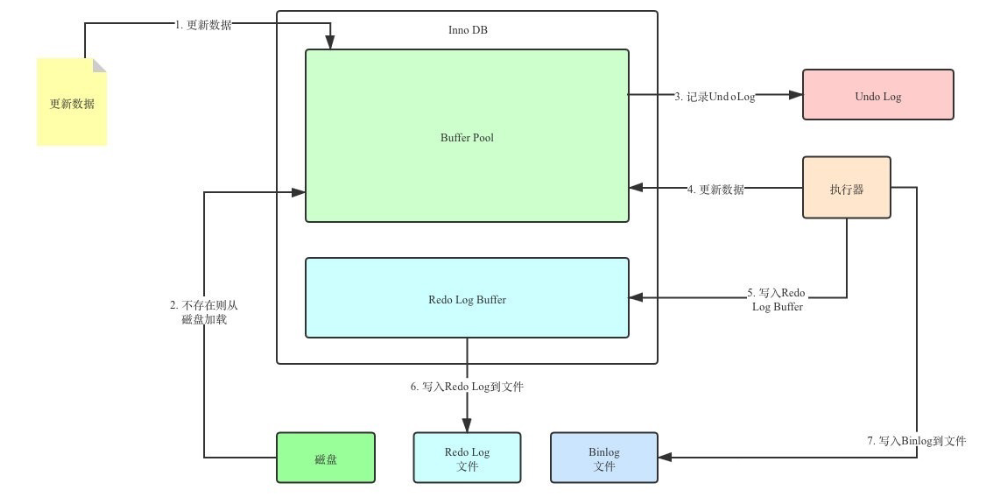 1. 更新数据
Inno DB
更新数据
Buffer Pool
3. 记录UndoLog
Undo Log
4. 更新数据
执行器
2. 不存在则从
磁盘加载
Redo Log Buffer
5. 写入Redo
Log Buffer
6. 写入Redo Log到文件
7. 写入Binlog到文件
磁盘
Redo Log
文件
Binlog
文件